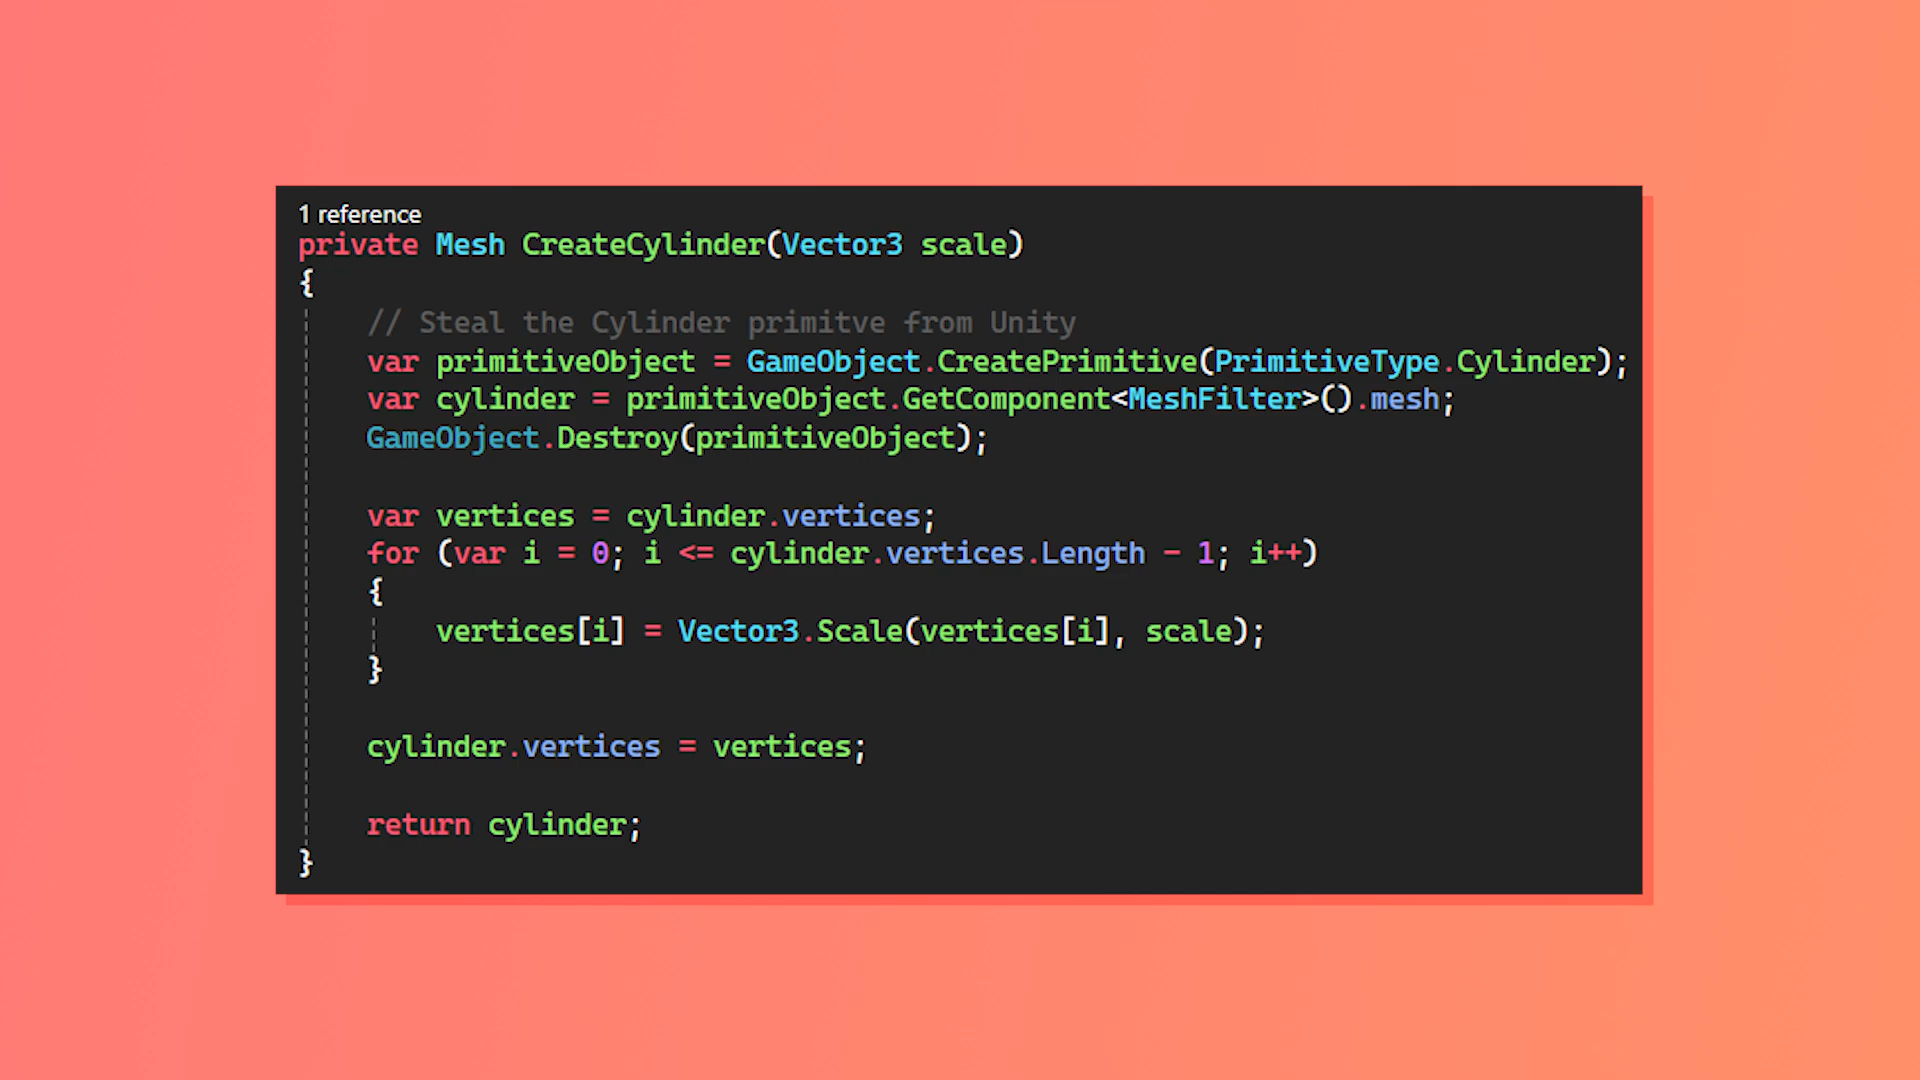 1 reference
private Mesh CreateCylinder(Vector3 scale)
{
// Steal the Cylinder primitve from Unity
var primitiveObject = GameObject.CreatePrimitive(PrimitiveType.Cylinder);
var cylinder = primitiveObject.GetComponent<MeshFilter>().mesh;
GameObject.Destroy(primitiveObject);
var vertices = cylinder.vertices;
for (var i = 0; i <= cylinder.vertices.Length - 1; i++)
{
vertices[i] = Vector3.Scale(vertices[i], scale);
}
cylinder.vertices = vertices;
return cylinder;
}